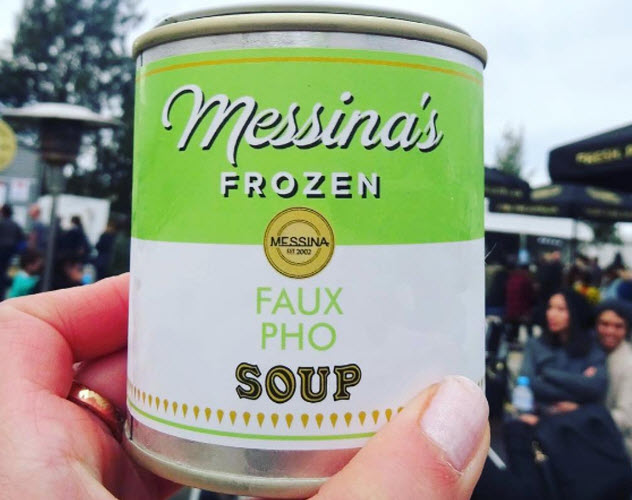 Messina's
FROZEN
MESSINA
EST 2002
FAUX
PHO
SOUP